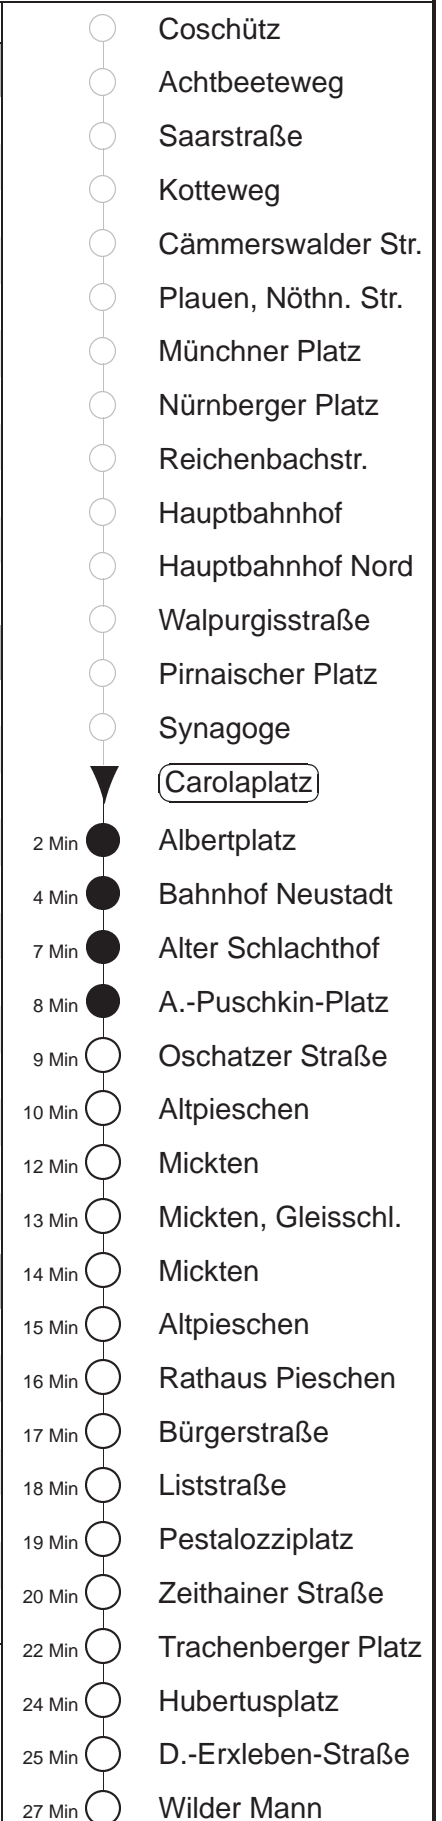 Coschütz
Achtbeeteweg
Saarstraße
Kotteweg
Cämmerswalder Str.
Plauen, Nöthn. Str.
Münchner Platz
Nürnberger Platz
Reichenbachstr.
Hauptbahnhof
Hauptbahnhof Nord
Walpurgisstraße
Pirnaischer Platz
Synagoge
Carolaplatz
2 Min Albertplatz
4 Min Bahnhof Neustadt
7 Min Alter Schlachthof
8 Min A.-Puschkin-Platz
9 Min Oschatzer Straße
10 Min Altpieschen
12 Min Mickten
13 Min Mickten, Gleisschl.
14 Min Mickten
15 Min Altpieschen
16 Min Rathaus Pieschen
17 Min Bürgerstraße
18 Min Liststraße
19 Min Pestalozziplatz
20 Min Zeithainer Straße
22 Min Trachenberger Platz
24 Min Hubertusplatz
25 Min D.-Erxleben-Straße
27 Min Wilder Mann